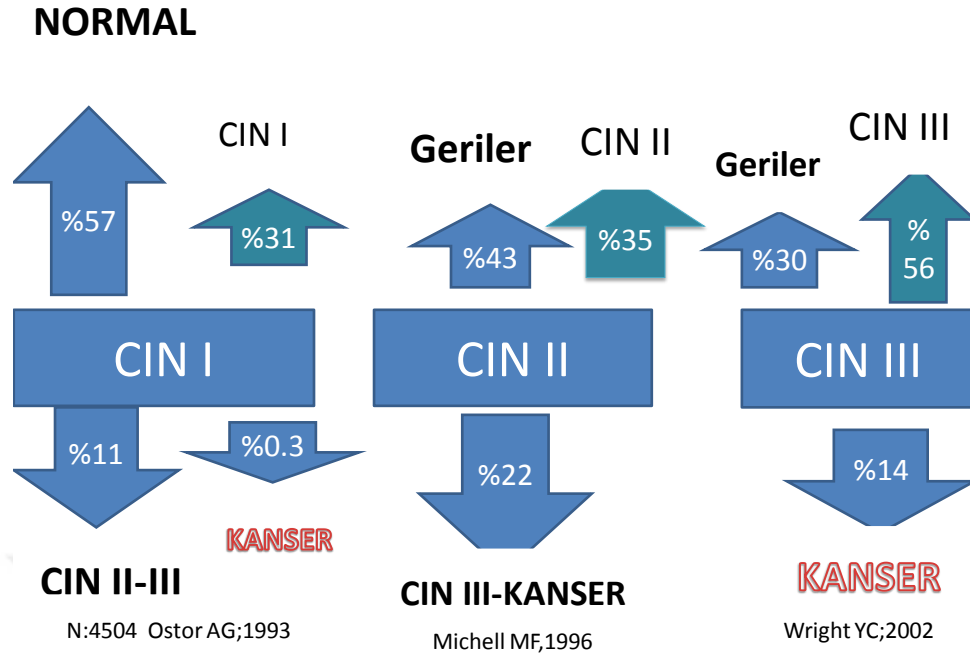 NORMAL
CIN I
Geriler
CIN II
Geriler
CIN III
%57
%31
%43
%35
%30
%
56
CIN I
CIN II
CIN III
%11
%0.3
%22
%14
KANSER
CIN II-III
CIN III-KANSER
KANSER
N:4504 Ostor AG;1993
Michell MF,1996
Wright YC;2002